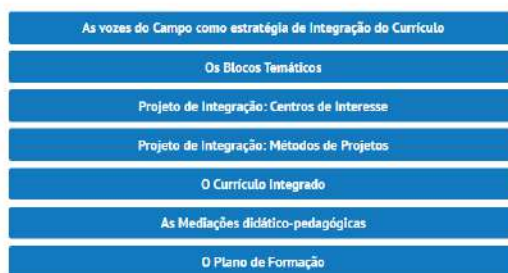 As vozes do Campo como estratégia de Integração do Currículo
Os Blocos Temáticos
Projeto de Integração: Centros de Interesse
Projeto de Integração: Métodos de Projetos
O Currículo Integrado
As Mediações didático-pedagógicas
O Plano de Formação